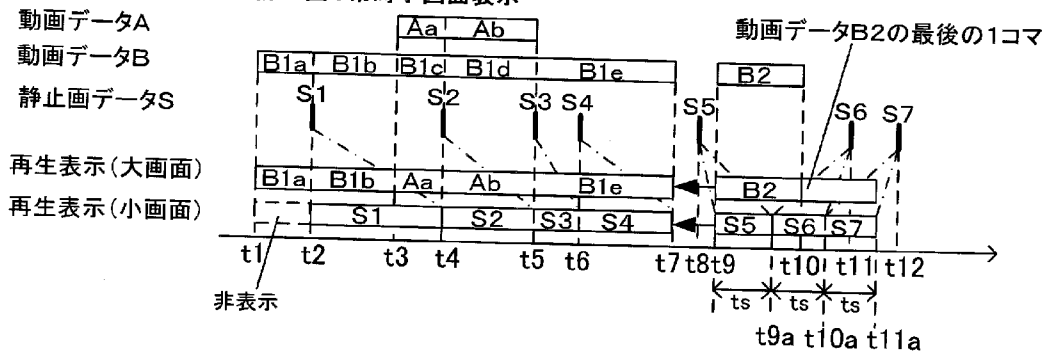 動画データA Aa Ab
動画データB B1a B1b B1c B1d B1e B2 動画データB2の最後の1コマ
静止画データS S1 S2 S3 S4 S5 S6 S7
再生表示(大画面) B1a B1b Aa Ab B1e B2
再生表示(小画面) S1 S2 S3 S4 S5 S6 S7
t1 t2 t3 t4 t5 t6 t7 t8 t9 t10 t11 t12
非表示 ts ts ts
t9a t10a t11a